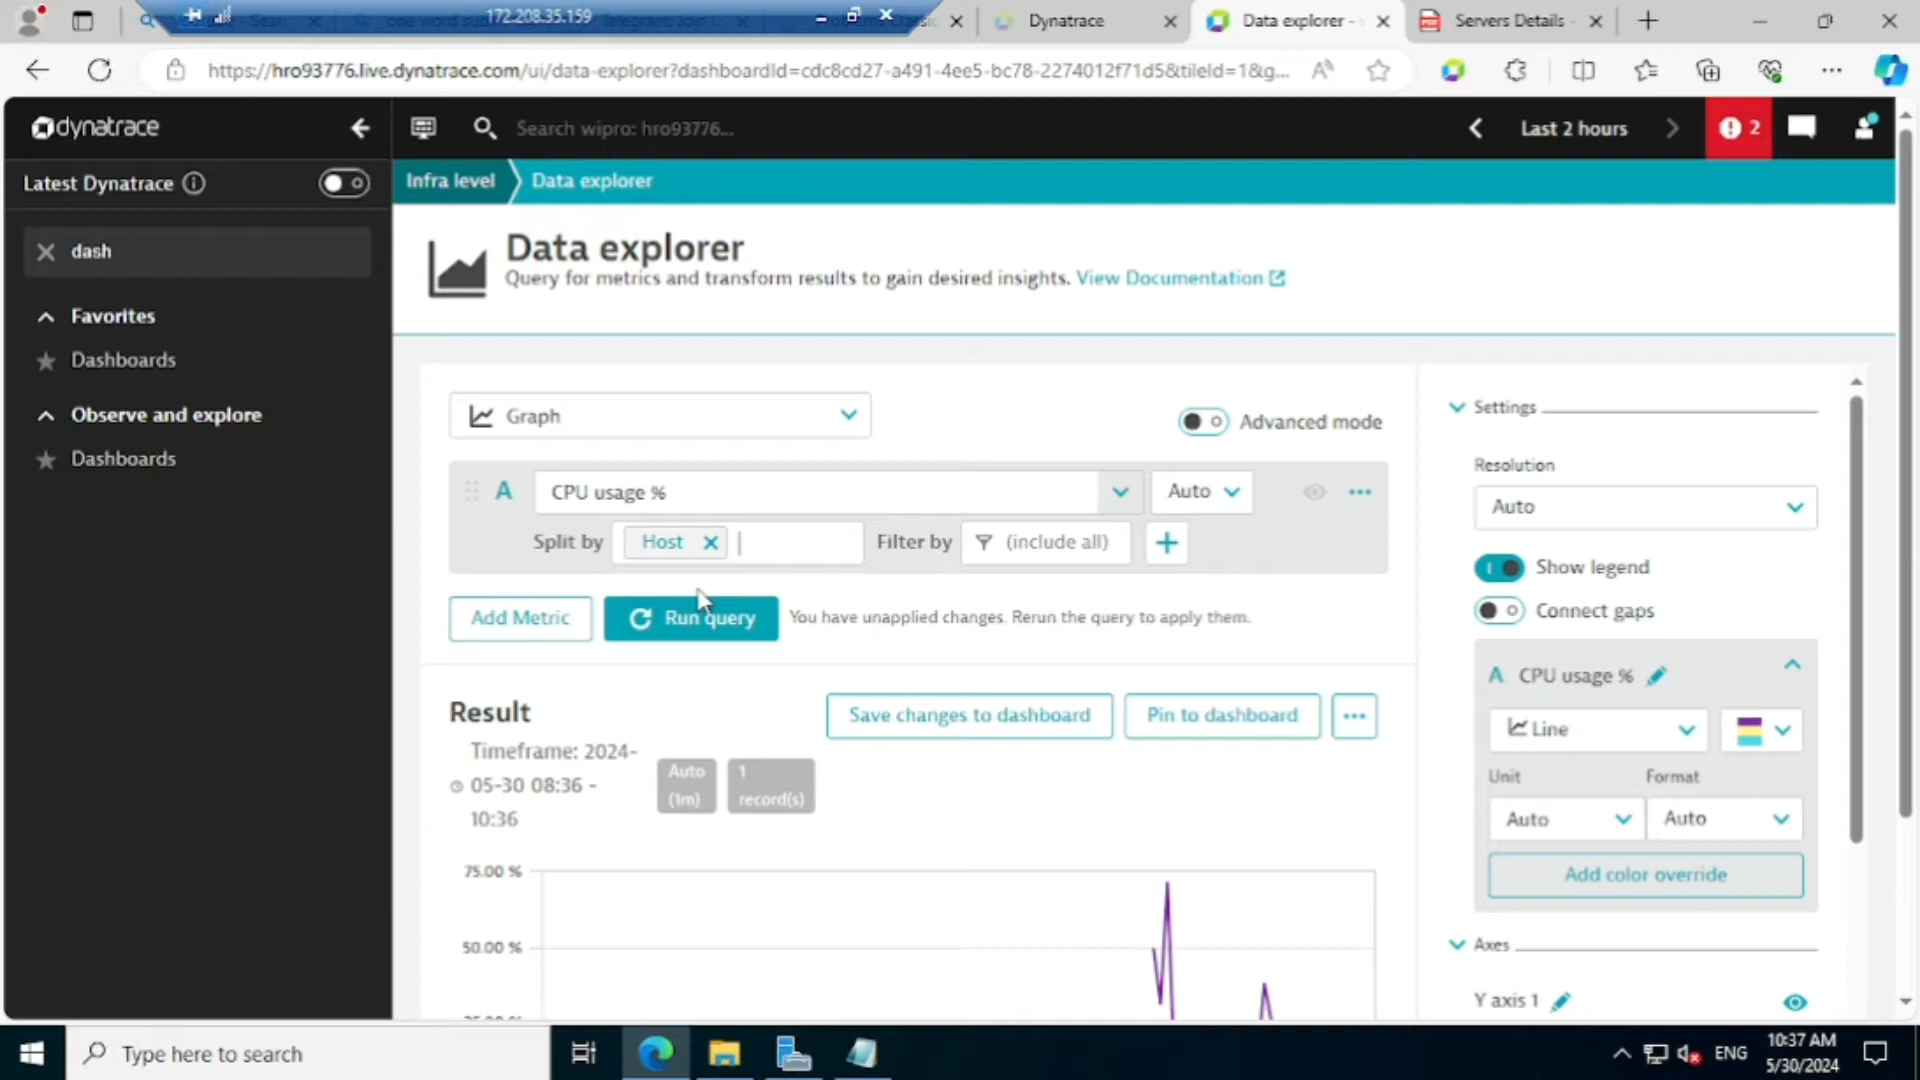 172.208.35.159
Dynatrace
Data explorer -
Servers Details
https://hro93776.live.dynatrace.com/ui/data-explorer?dashboardId=cdc8cd27-a491-4ee5-bc78-2274012f71d5&tileId=1&g...
dynatrace
Search wipro: hro93776...
Last 2 hours
2
Latest Dynatrace
Infra level
Data explorer
dash
Data explorer
Query for metrics and transform results to gain desired insights. View Documentation
Favorites
Dashboards
Observe and explore
Dashboards
Graph
Advanced mode
A
CPU usage %
Auto
Split by
Host
Filter by
(include all)
Add Metric
Run query
You have unapplied changes. Rerun the query to apply them.
Result
Save changes to dashboard
Pin to dashboard
Timeframe: 2024-
05-30 08:36 -
10:36
Auto
(1m)
1
record(s)
75.00 %
50.00 %
Settings
Resolution
Auto
Show legend
Connect gaps
A CPU usage %
Line
Unit
Format
Auto
Auto
Add color override
Axes
Y axis 1
Type here to search
ENG
10:37 AM
5/30/2024